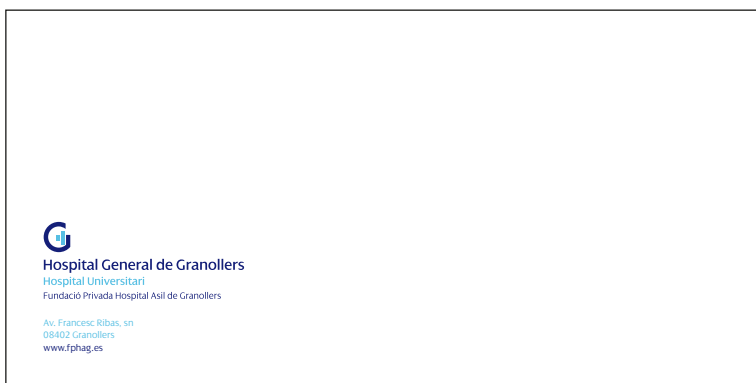 Hospital General de Granollers
Hospital Universitari
Fundació Privada Hospital Asil de Granollers
Av. Francesc Ribas, sn
08402 Granollers
www.fphag.es